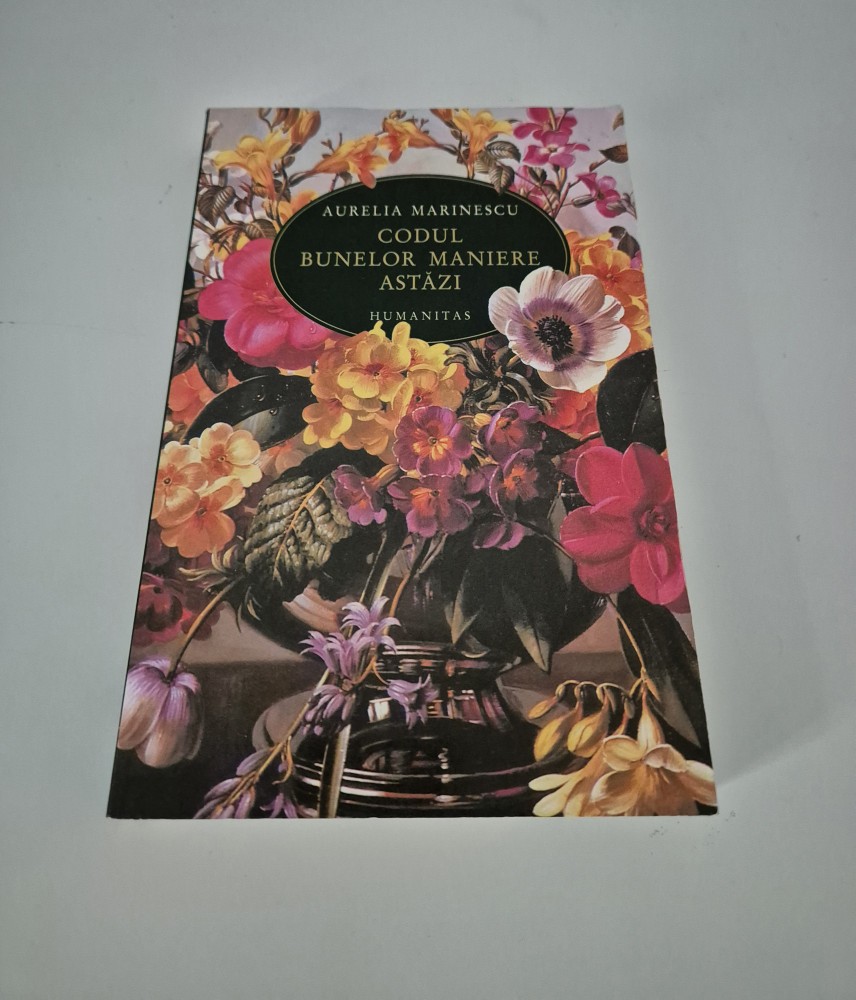 AURELIA MARINESCU
CODUL
BUNELOR MANIERE
ASTĂZI
HUMANITAS